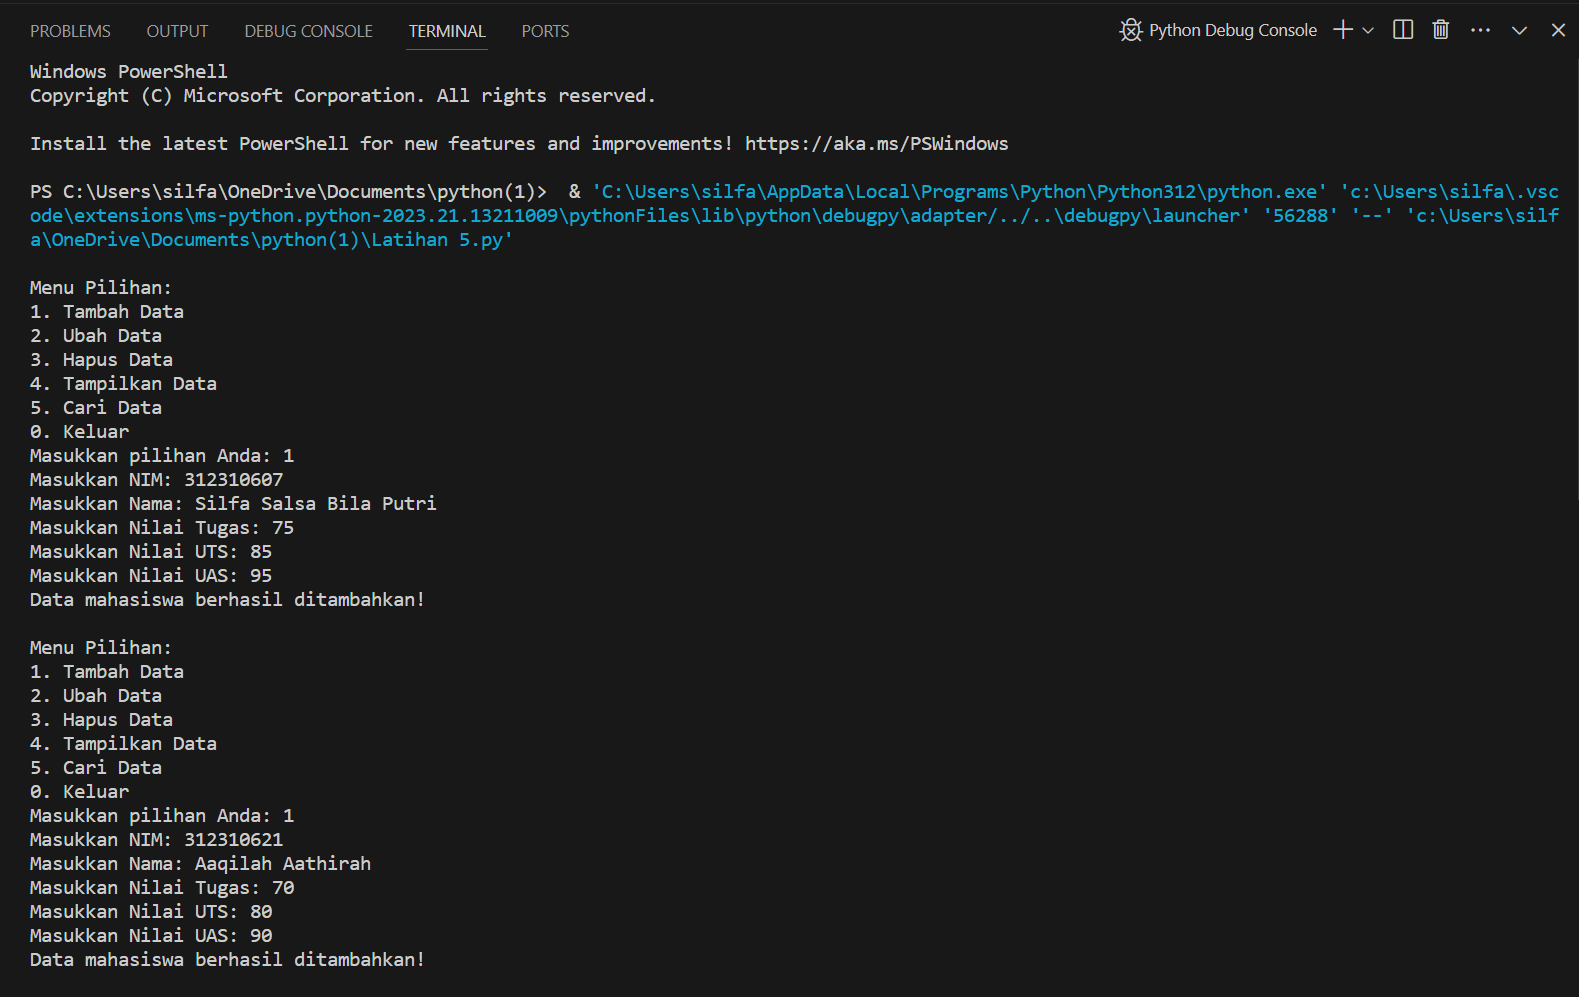 PROBLEMS OUTPUT DEBUG CONSOLE TERMINAL PORTS Python Debug Console
Windows PowerShell
Copyright (C) Microsoft Corporation. All rights reserved.
Install the latest PowerShell for new features and improvements! https://aka.ms/PSWindows
PS C:\Users\silfa\OneDrive\Documents\python(1)>  & 'C:\Users\silfa\AppData\Local\Programs\Python\Python312\python.exe' 'c:\Users\silfa\.vsc
ode\extensions\ms-python.python-2023.21.13211009\pythonFiles\lib\python\debugpy\adapter/../..\debugpy\launcher' '56288' '--' 'c:\Users\silf
a\OneDrive\Documents\python(1)\Latihan 5.py'
Menu Pilihan:
1. Tambah Data
2. Ubah Data
3. Hapus Data
4. Tampilkan Data
5. Cari Data
0. Keluar
Masukkan pilihan Anda: 1
Masukkan NIM: 312310607
Masukkan Nama: Silfa Salsa Bila Putri
Masukkan Nilai Tugas: 75
Masukkan Nilai UTS: 85
Masukkan Nilai UAS: 95
Data mahasiswa berhasil ditambahkan!
Menu Pilihan:
1. Tambah Data
2. Ubah Data
3. Hapus Data
4. Tampilkan Data
5. Cari Data
0. Keluar
Masukkan pilihan Anda: 1
Masukkan NIM: 312310621
Masukkan Nama: Aaqilah Aathirah
Masukkan Nilai Tugas: 70
Masukkan Nilai UTS: 80
Masukkan Nilai UAS: 90
Data mahasiswa berhasil ditambahkan!